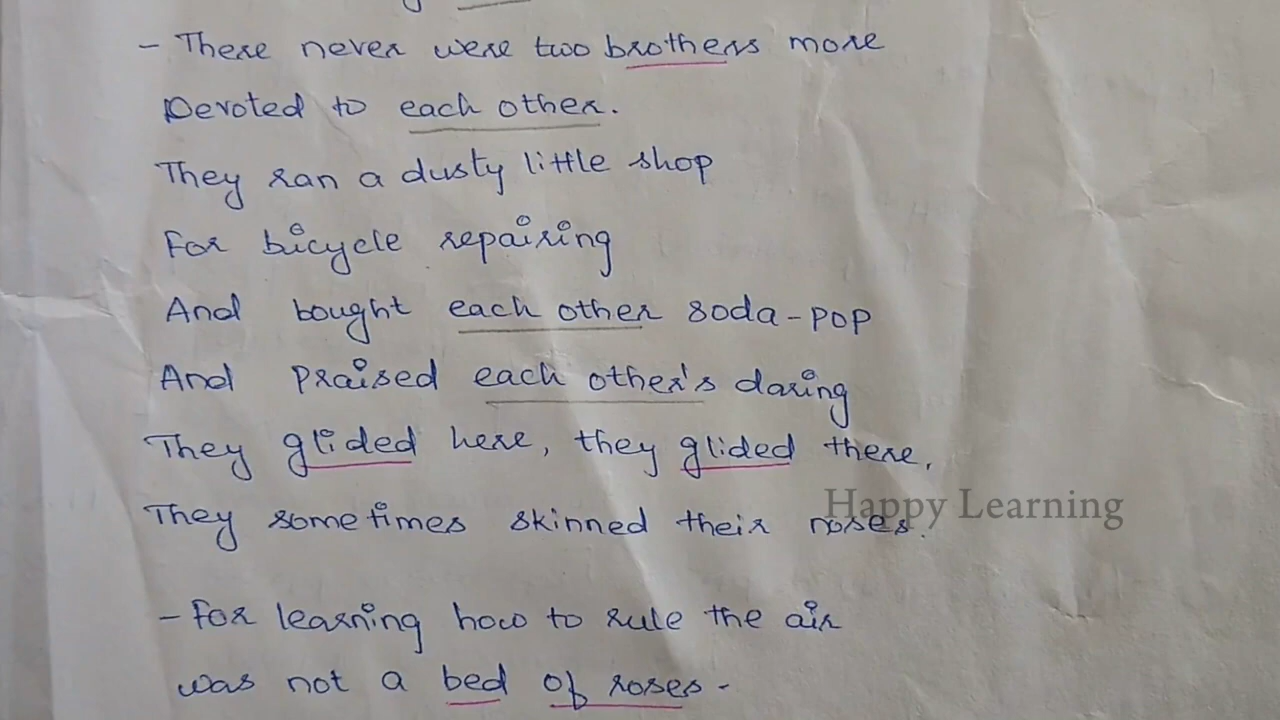 - There never were two brothers more
Devoted to each other.
They ran a dusty little shop
For bicycle repairing
And bought each other soda-pop
And praised each other's daring
They glided here, they glided there,
They sometimes skinned their noses.
Happy Learning
- For learning how to rule the air
was not a bed of roses -